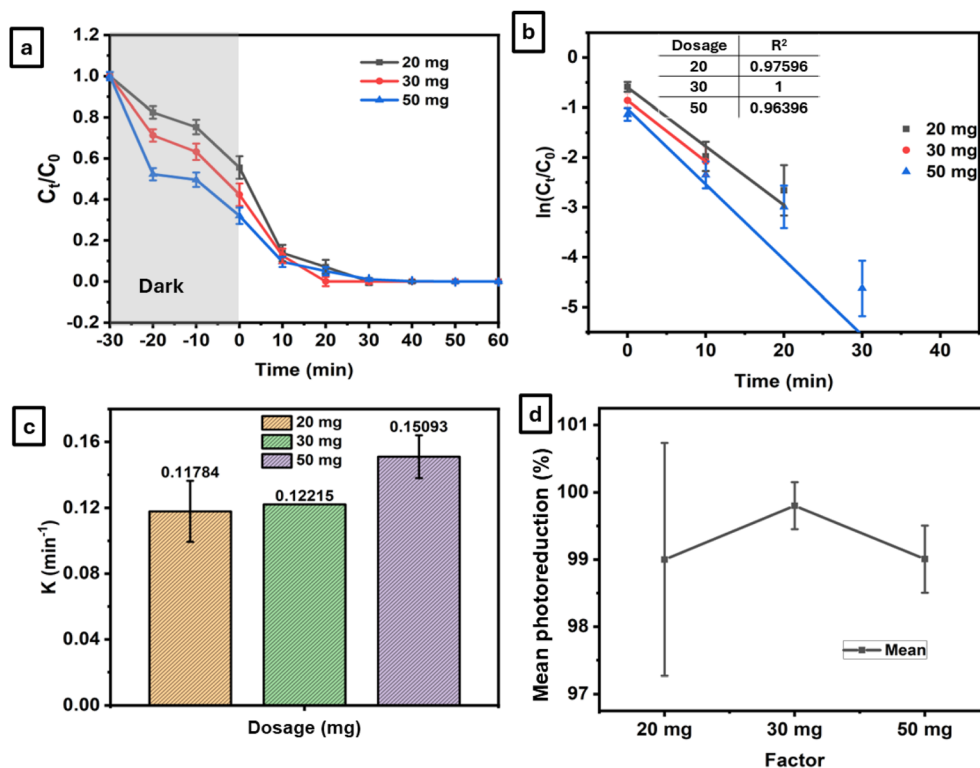 a
1.2
1.0
0.8
0.6
0.4
0.2
0.0
-0.2
Ct/C0
20 mg
30 mg
50 mg
Dark
-30 -20 -10 0 10 20 30 40 50 60
Time (min)
b
0
-1
-2
-3
-4
-5
ln(Ct/C0)
Dosage R²
20 0.97596
30 1
50 0.96396
20 mg
30 mg
50 mg
0 10 20 30 40
Time (min)
c
0.16
0.12
0.08
0.04
0.00
K (min⁻¹)
20 mg
30 mg
50 mg
0.11784
0.12215
0.15093
Dosage (mg)
d
101
100
99
98
97
Mean photoreduction (%)
Mean
20 mg 30 mg 50 mg
Factor